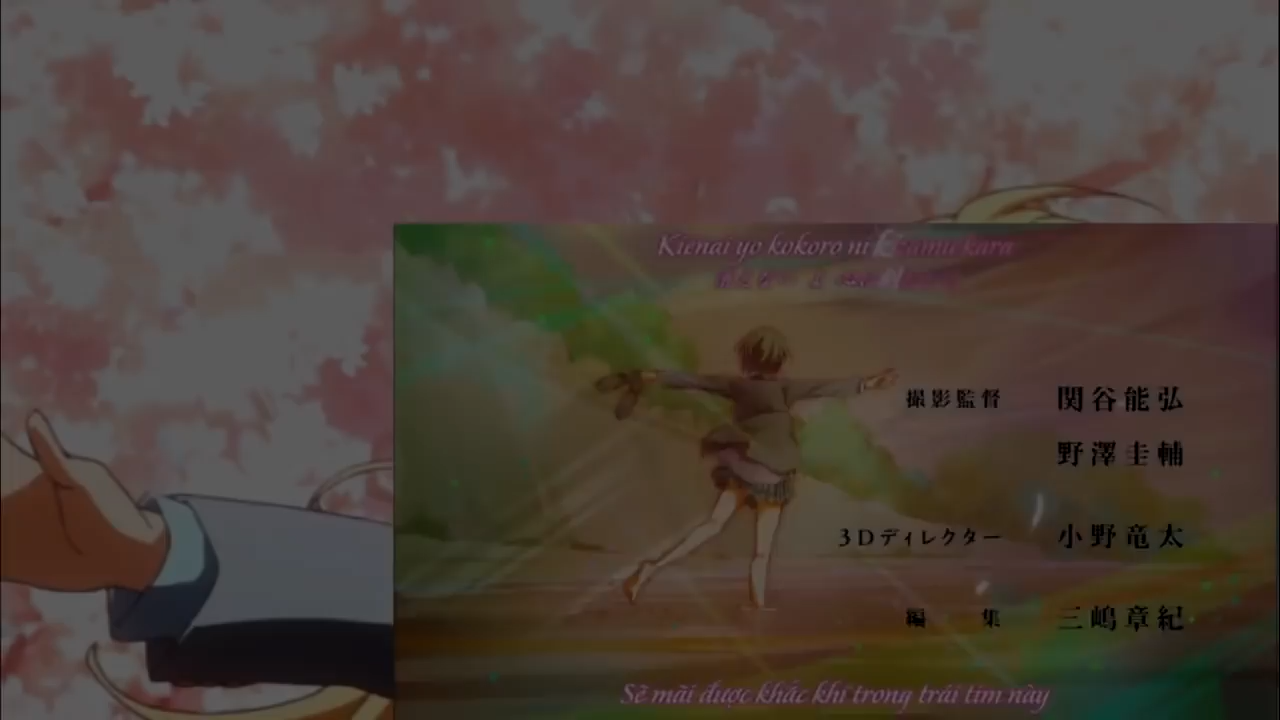 Kienai yo kokoro ni kizamu kara
撮影監督 関谷能弘
野澤圭輔
3Dディレクター 小野竜太
編集 三嶋章紀
Sẽ mãi được khắc khi trong trái tim này